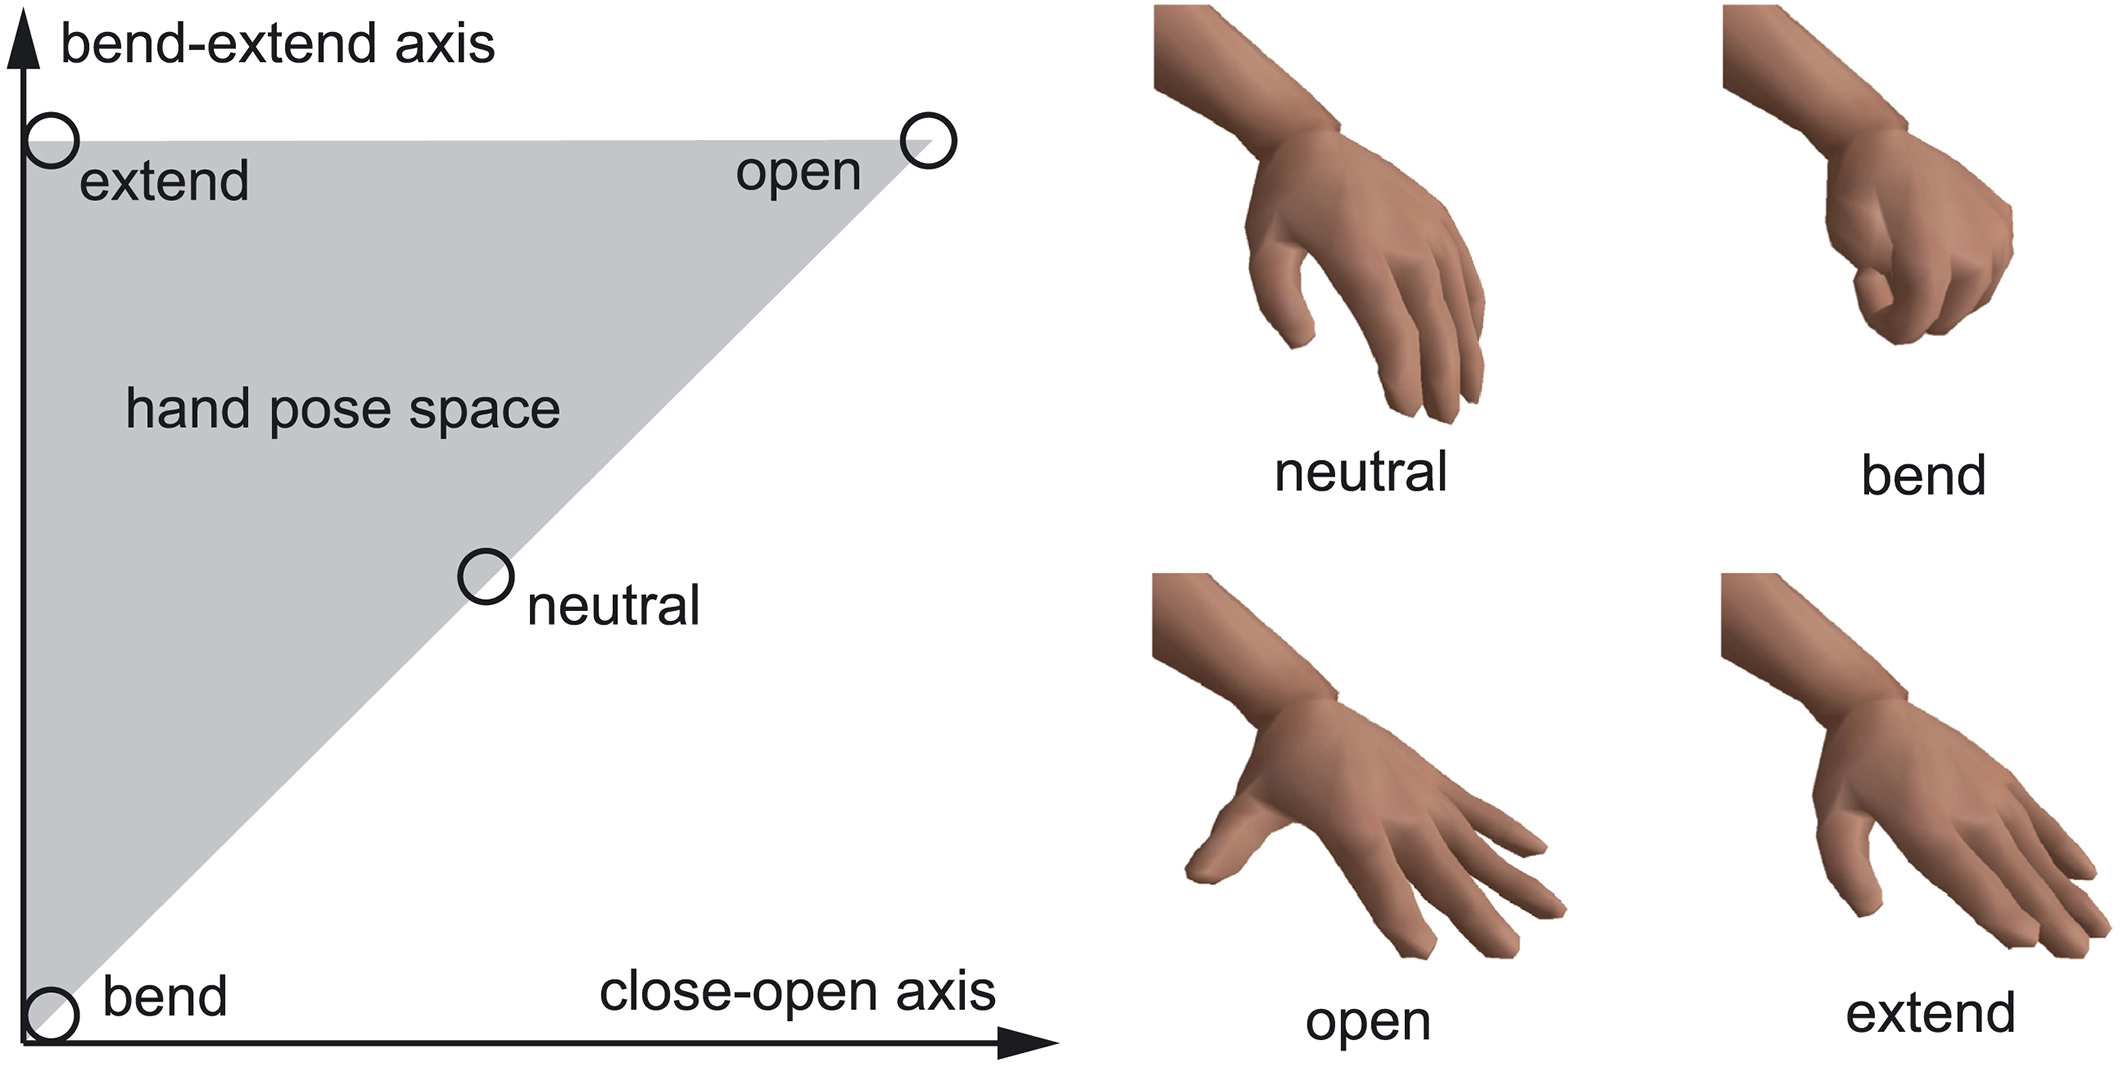 bend-extend axis
extend
open
hand pose space
neutral
bend
close-open axis
neutral
bend
open
extend